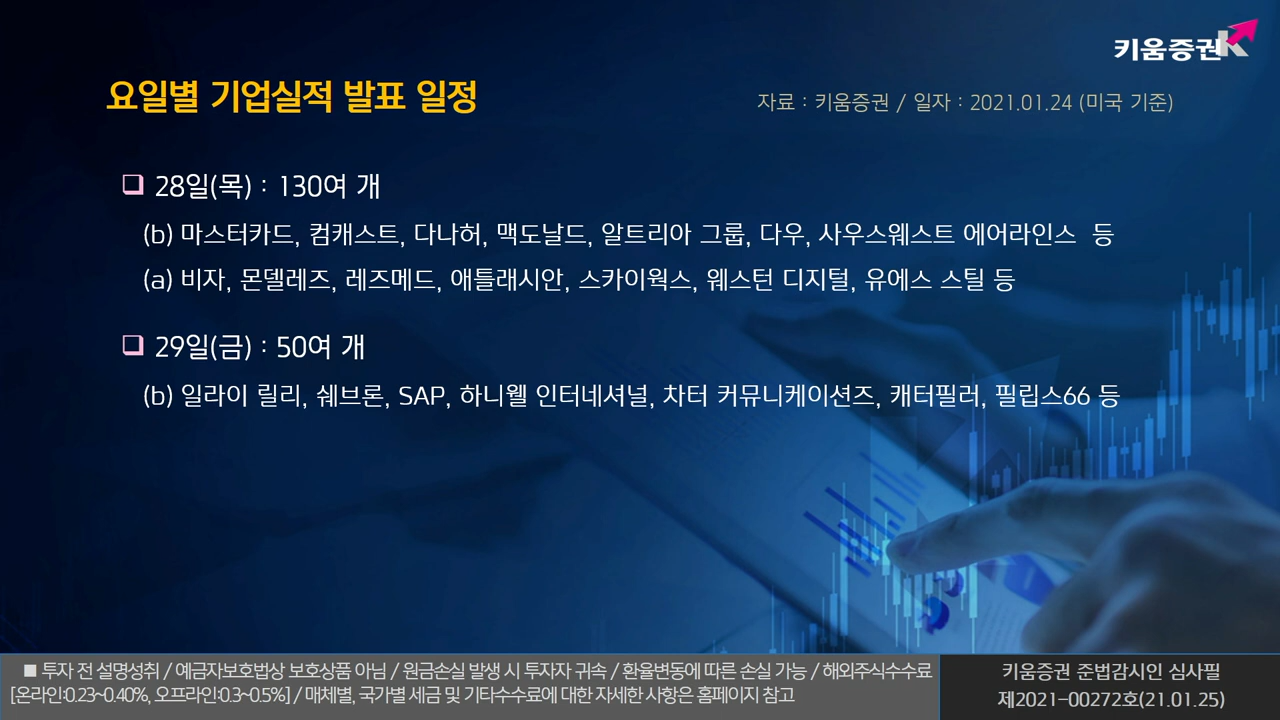 키움증권
요일별 기업실적 발표 일정
자료 : 키움증권 / 일자 : 2021.01.24 (미국 기준)
❑ 28일(목) : 130여 개
(b) 마스터카드, 컴캐스트, 다나허, 맥도날드, 알트리아 그룹, 다우, 사우스웨스트 에어라인스 등
(a) 비자, 몬델레즈, 레즈메드, 애틀래시안, 스카이웍스, 웨스턴 디지털, 유에스 스틸 등
❑ 29일(금) : 50여 개
(b) 일라이 릴리, 쉐브론, SAP, 하니웰 인터네셔널, 차터 커뮤니케이션즈, 캐터필러, 필립스66 등
■ 투자 전 설명성취 / 예금자보호법상 보호상품 아님 / 원금손실 발생 시 투자자 귀속 / 환율변동에 따른 손실 가능 / 해외주식수수료
[온라인:0.23~0.40%, 오프라인:0.3~0.5%] / 매체별, 국가별 세금 및 기타수수료에 대한 자세한 사항은 홈페이지 참고
키움증권 준법감시인 심사필
제2021-00272호(21.01.25)